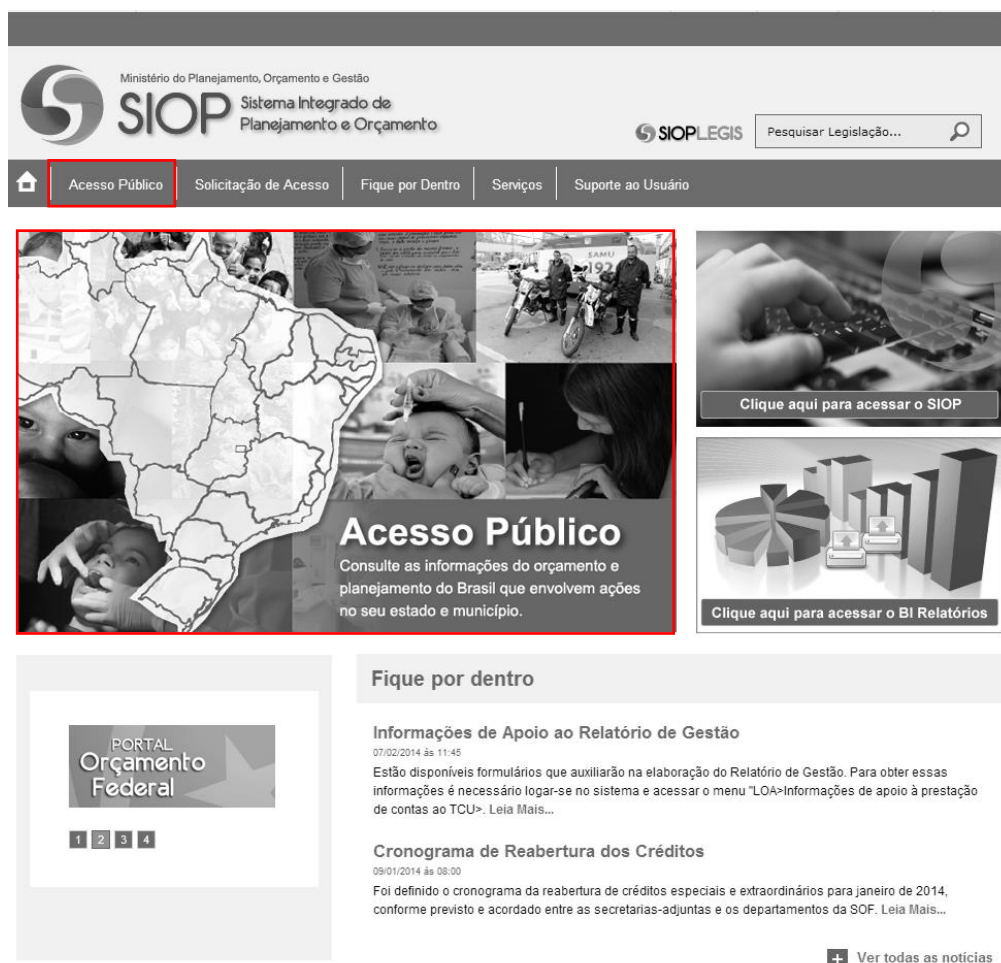 Ministério do Planejamento, Orçamento e Gestão
SIOP Sistema Integrado de
Planejamento e Orçamento
SIOPLEGIS
Pesquisar Legislação...
Acesso Público
Solicitação de Acesso
Fique por Dentro
Serviços
Suporte ao Usuário
SAMU
192
Clique aqui para acessar o SIOP
Acesso Público
Consulte as informações do orçamento e
planejamento do Brasil que envolvem ações
no seu estado e município.
Clique aqui para acessar o BI Relatórios
PORTAL
Orçamento
Federal
1 2 3 4
Fique por dentro
Informações de Apoio ao Relatório de Gestão
07/02/2014 ás 11:45
Estão disponíveis formulários que auxiliarão na elaboração do Relatório de Gestão. Para obter essas
informações é necessário logar-se no sistema e acessar o menu "LOA>Informações de apoio à prestação
de contas ao TCU>. Leia Mais...
Cronograma de Reabertura dos Créditos
09/01/2014 ás 08:00
Foi definido o cronograma da reabertura de créditos especiais e extraordinários para janeiro de 2014,
conforme previsto e acordado entre as secretarias-adjuntas e os departamentos da SOF. Leia Mais...
+ Ver todas as notícias